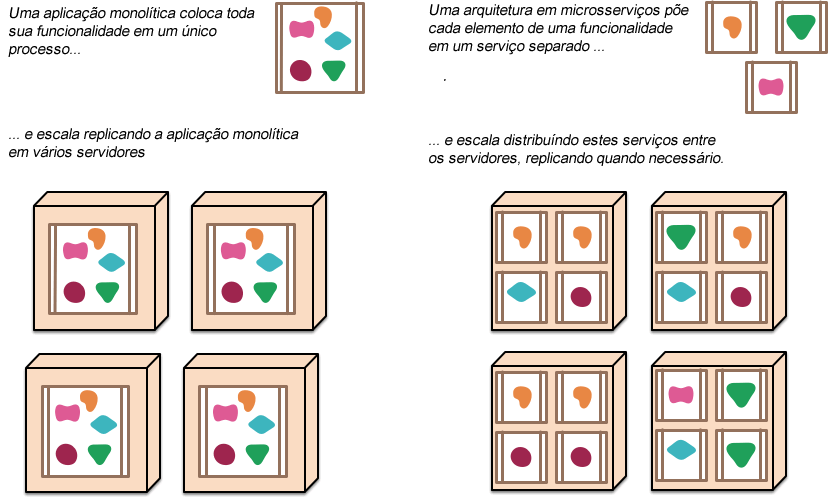 Uma aplicação monolítica coloca toda
sua funcionalidade em um único
processo...
... e escala replicando a aplicação monolítica
em vários servidores
Uma arquitetura em microsserviços põe
cada elemento de uma funcionalidade
em um serviço separado ...
.
... e escala distribuíndo estes serviços entre
os servidores, replicando quando necessário.